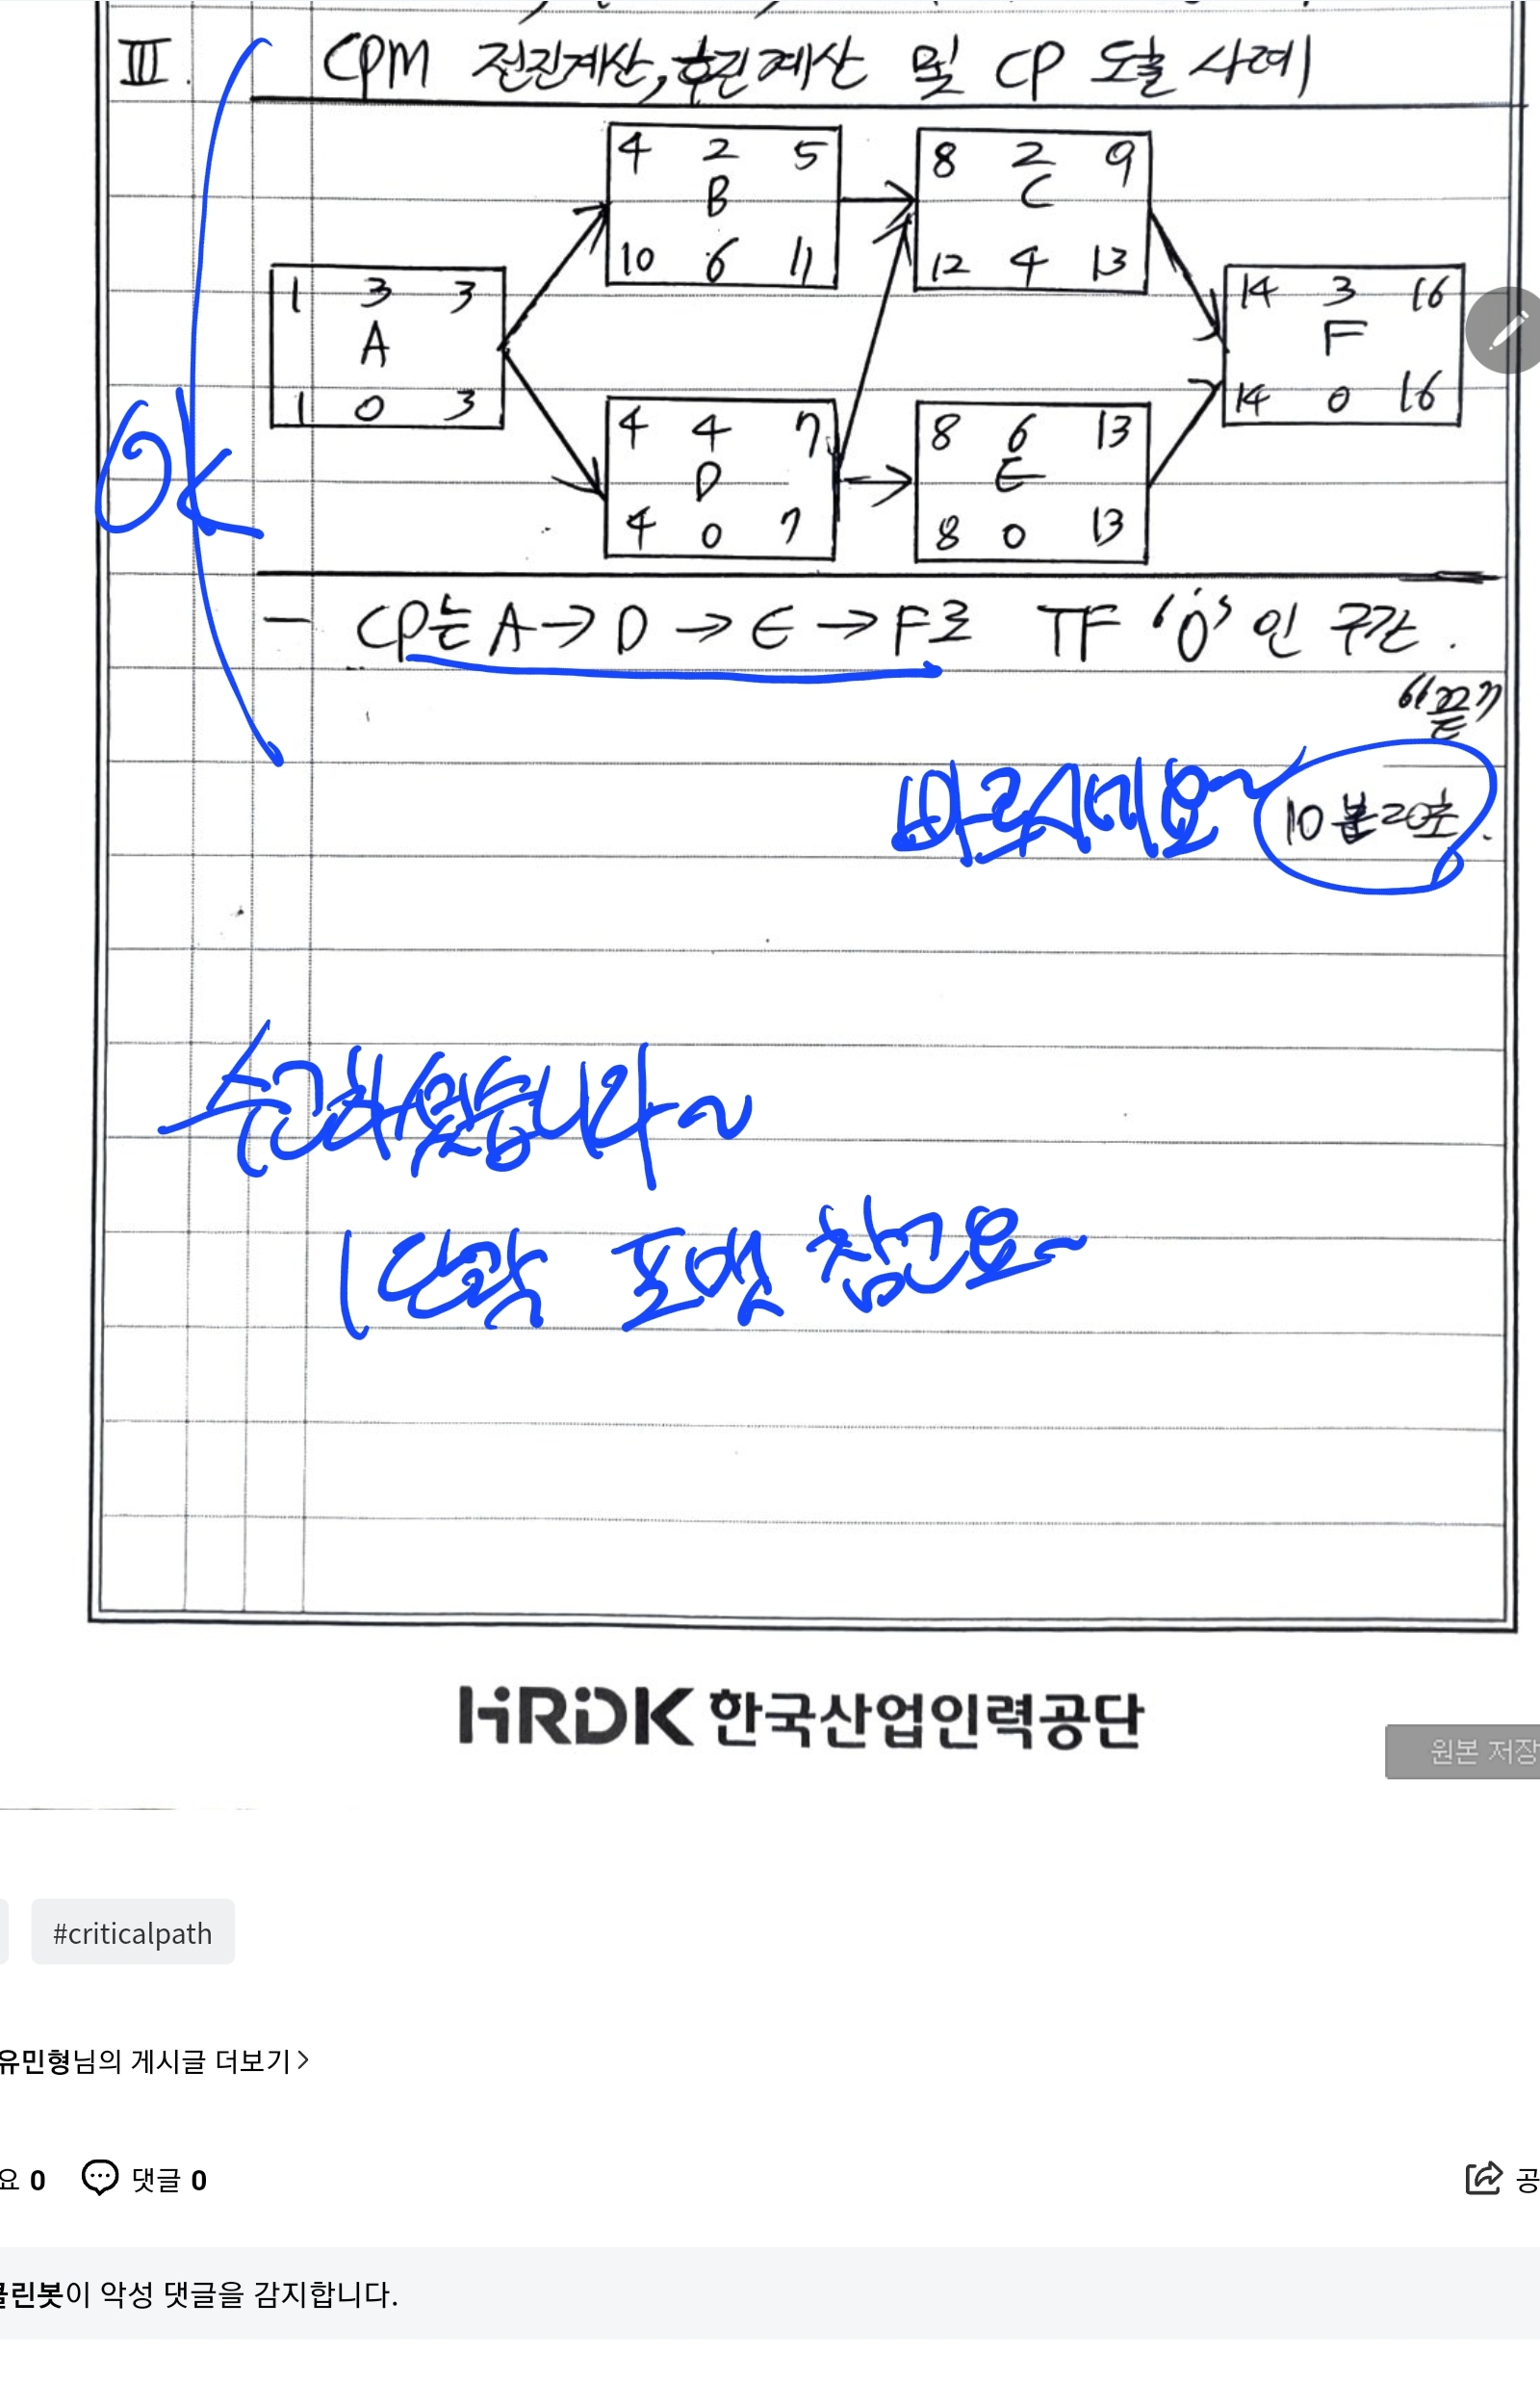 III. CPM 전진계산, 후진계산 및 CP 도출 사례
4 2 5
B
10 6 11
8 2 9
C
12 4 13
1 3 3
A
1 0 3
14 3 16
F
14 0 16
4 4 7
D
4 0 7
8 6 13
E
8 0 13
OK
- CP는 A→D→E→F로 TF '0'인 구간.
"끝"
빠르시네요~
10분20초.
수고하셨습니다~
(단락 포맷 참고요~
HRDK 한국산업인력공단
원본 저장
#criticalpath
유민형님의 게시글 더보기 >
요 0 댓글 0 공
클린봇이 악성 댓글을 감지합니다.